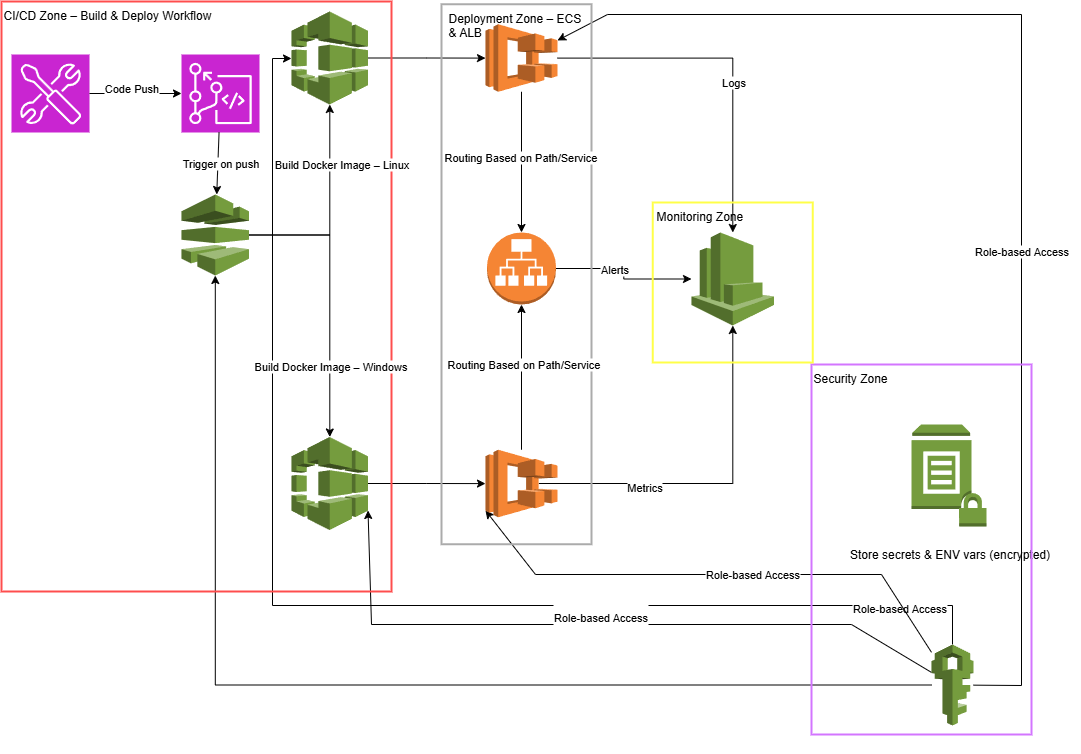 CI/CD Zone – Build & Deploy Workflow
Deployment Zone – ECS
& ALB
Code Push
</>
Logs
Trigger on push
Build Docker Image – Linux
Routing Based on Path/Service
Monitoring Zone
Role-based Access
Alerts
Build Docker Image – Windows
Routing Based on Path/Service
Security Zone
Metrics
Store secrets & ENV vars (encrypted)
Role-based Access
Role-based Access
Role-based Access